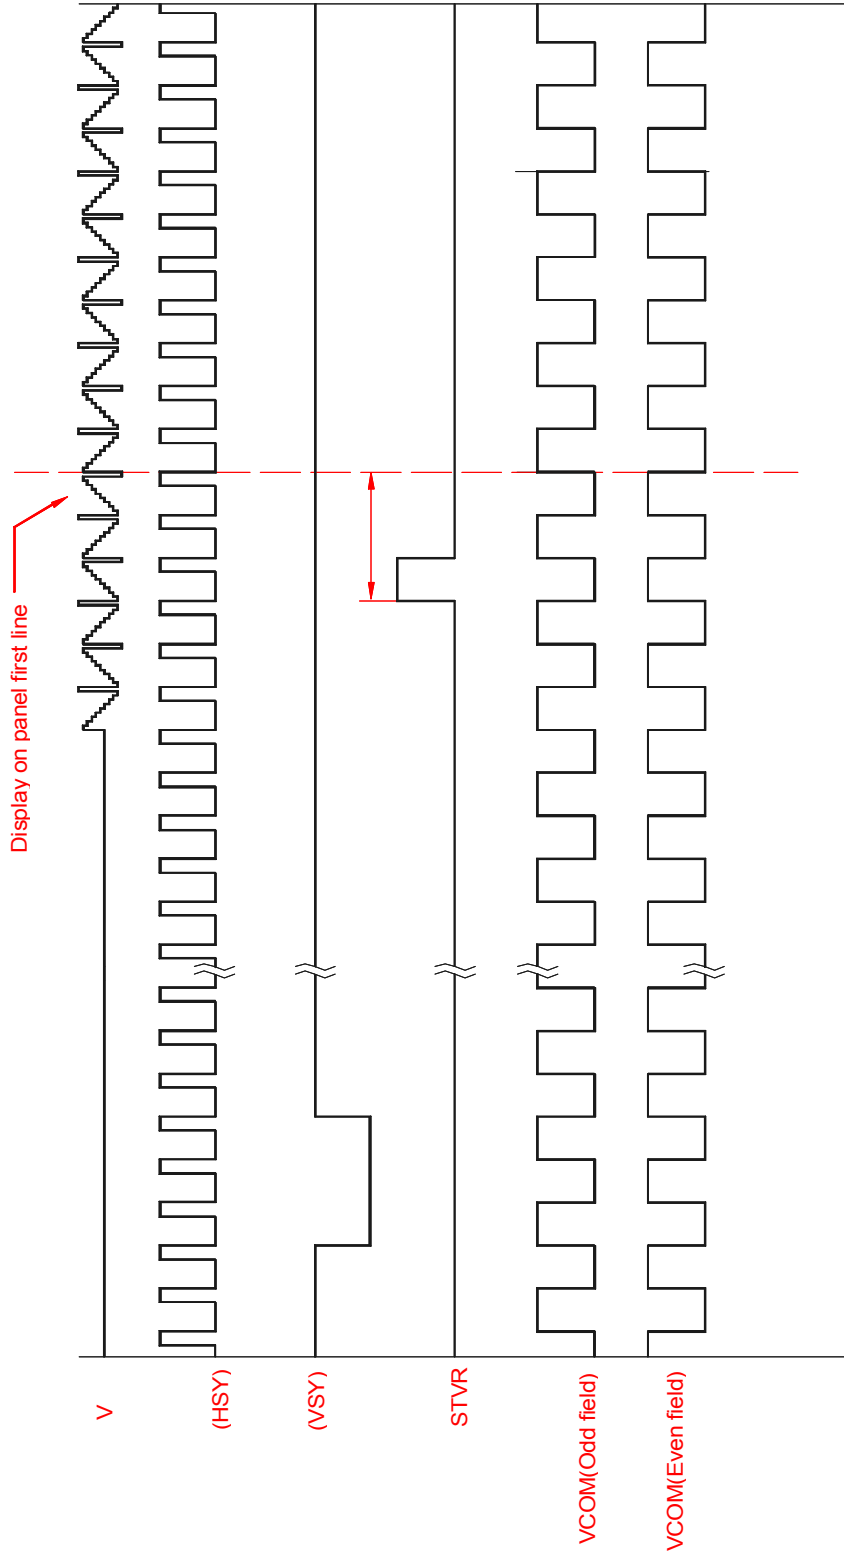 Display on panel first line
V
(HSY)
(VSY)
STVR
VCOM(Odd field)
VCOM(Even field)